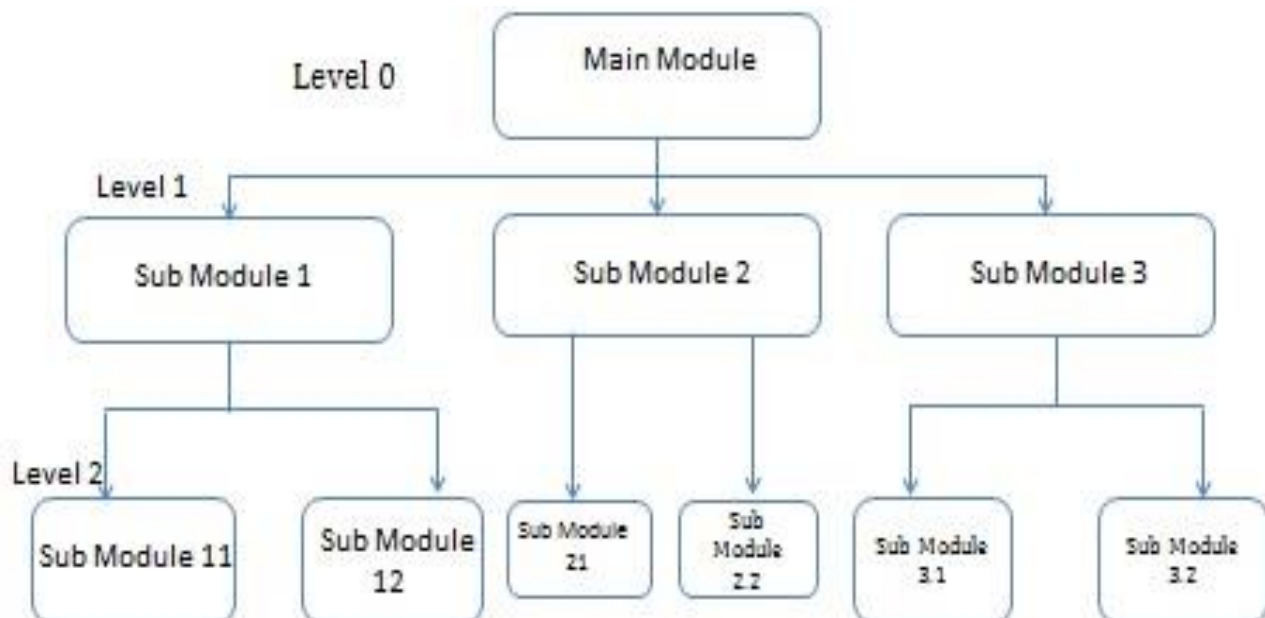 Main Module
Level 0
Level 1
Sub Module 1
Sub Module 2
Sub Module 3
Level 2
Sub Module 11
Sub Module
12
Sub Module
21
Sub
Module
2.2
Sub Module
3.1
Sub Module
3.2